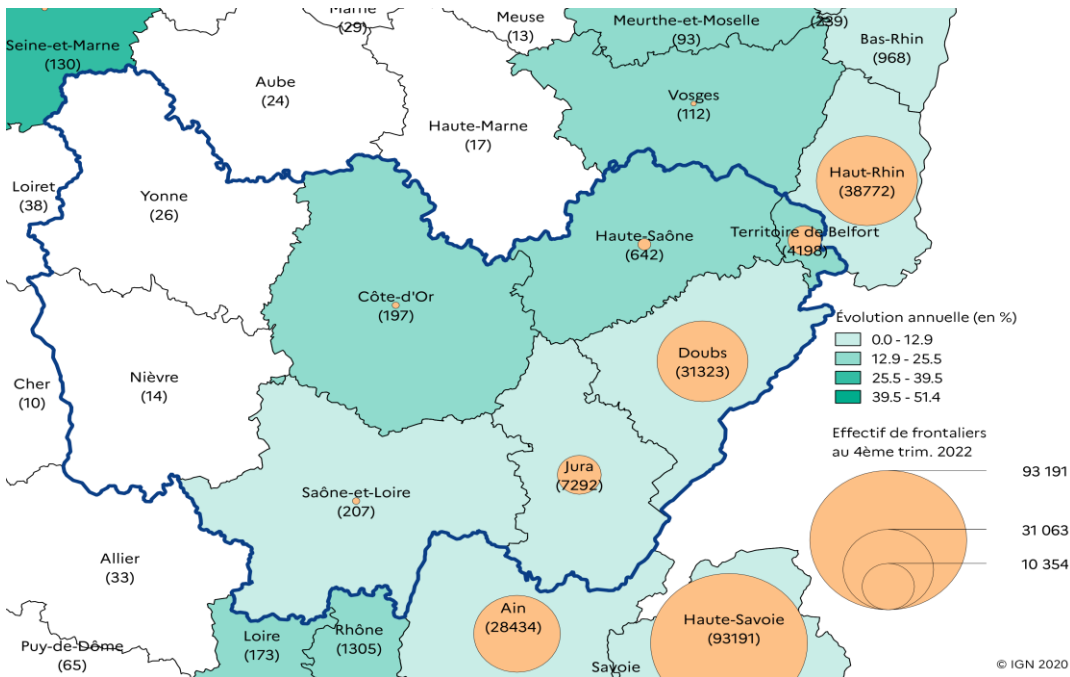 Marne
(29)
Meuse
(13)
Meurthe-et-Moselle
(93)
(239)
Bas-Rhin
(968)
Seine-et-Marne
(130)
Aube
(24)
Haute-Marne
(17)
Vosges
(112)
Haut-Rhin
(38772)
Loiret
(38)
Yonne
(26)
Haute-Saône
(642)
Territoire de Belfort
(4198)
Côte-d'Or
(197)
Doubs
(31323)
Cher
(10)
Nièvre
(14)
Jura
(7292)
Saône-et-Loire
(207)
Allier
(33)
Puy-de-Dôme
(65)
Loire
(173)
Rhône
(1305)
Ain
(28434)
Haute-Savoie
(93191)
Savoie
Évolution annuelle (en %)
0.0 - 12.9
12.9 - 25.5
25.5 - 39.5
39.5 - 51.4
Effectif de frontaliers
au 4ème trim. 2022
93 191
31 063
10 354
© IGN 2020